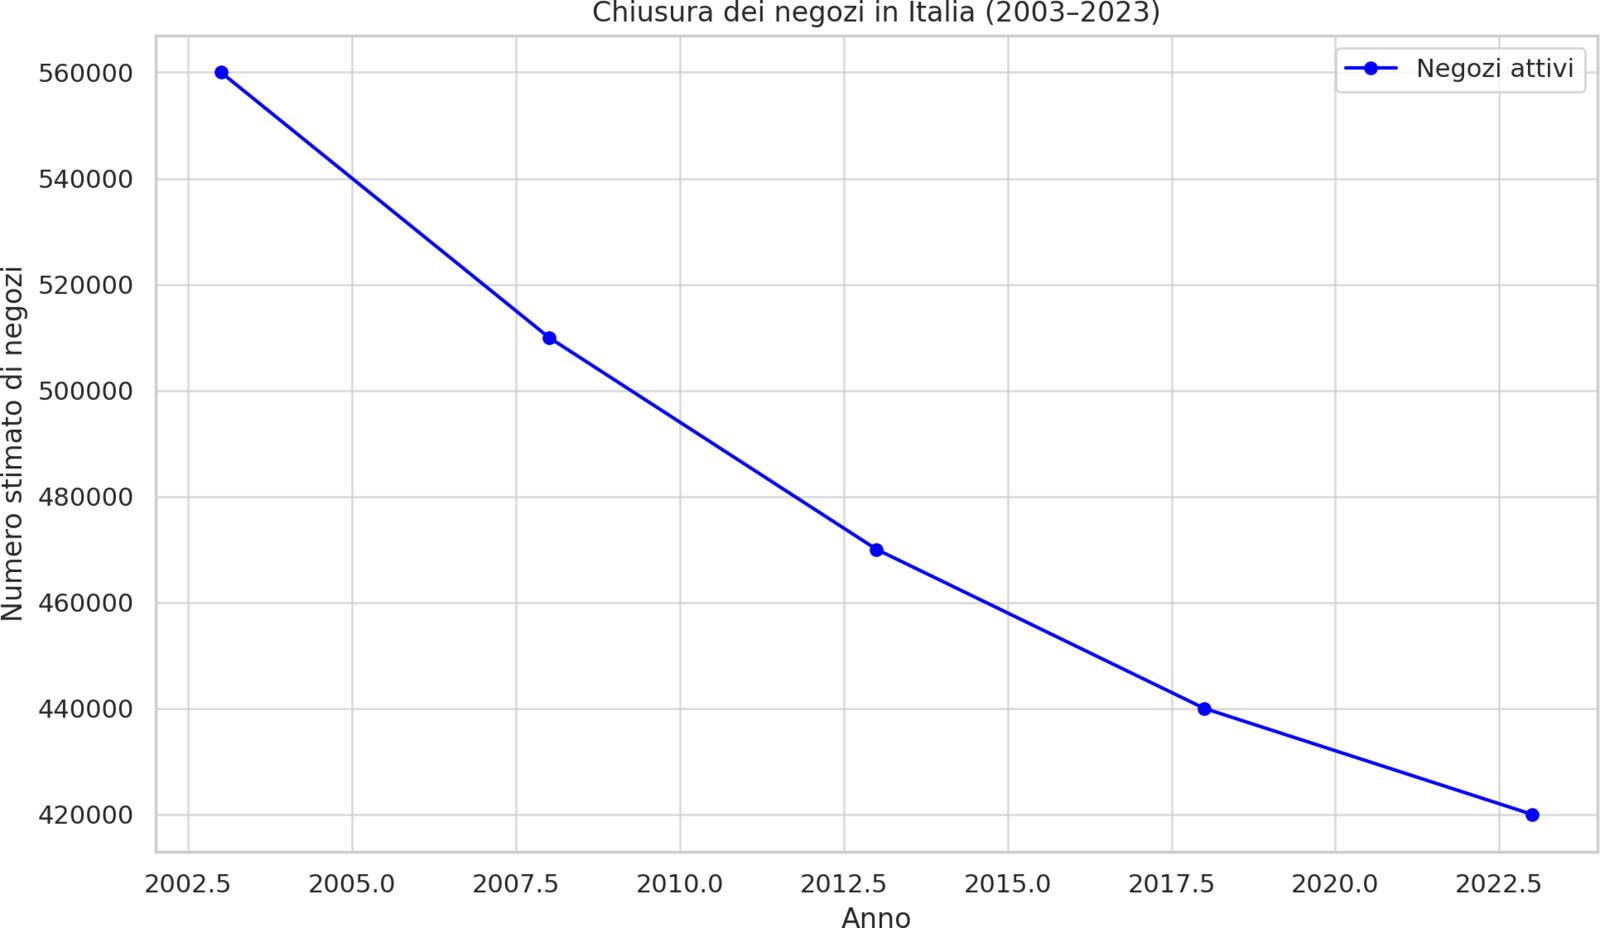 Chiusura dei negozi in Italia (2003–2023)
Negozi attivi
Numero stimato di negozi
560000
540000
520000
500000
480000
460000
440000
420000
2002.5 2005.0 2007.5 2010.0 2012.5 2015.0 2017.5 2020.0 2022.5
Anno